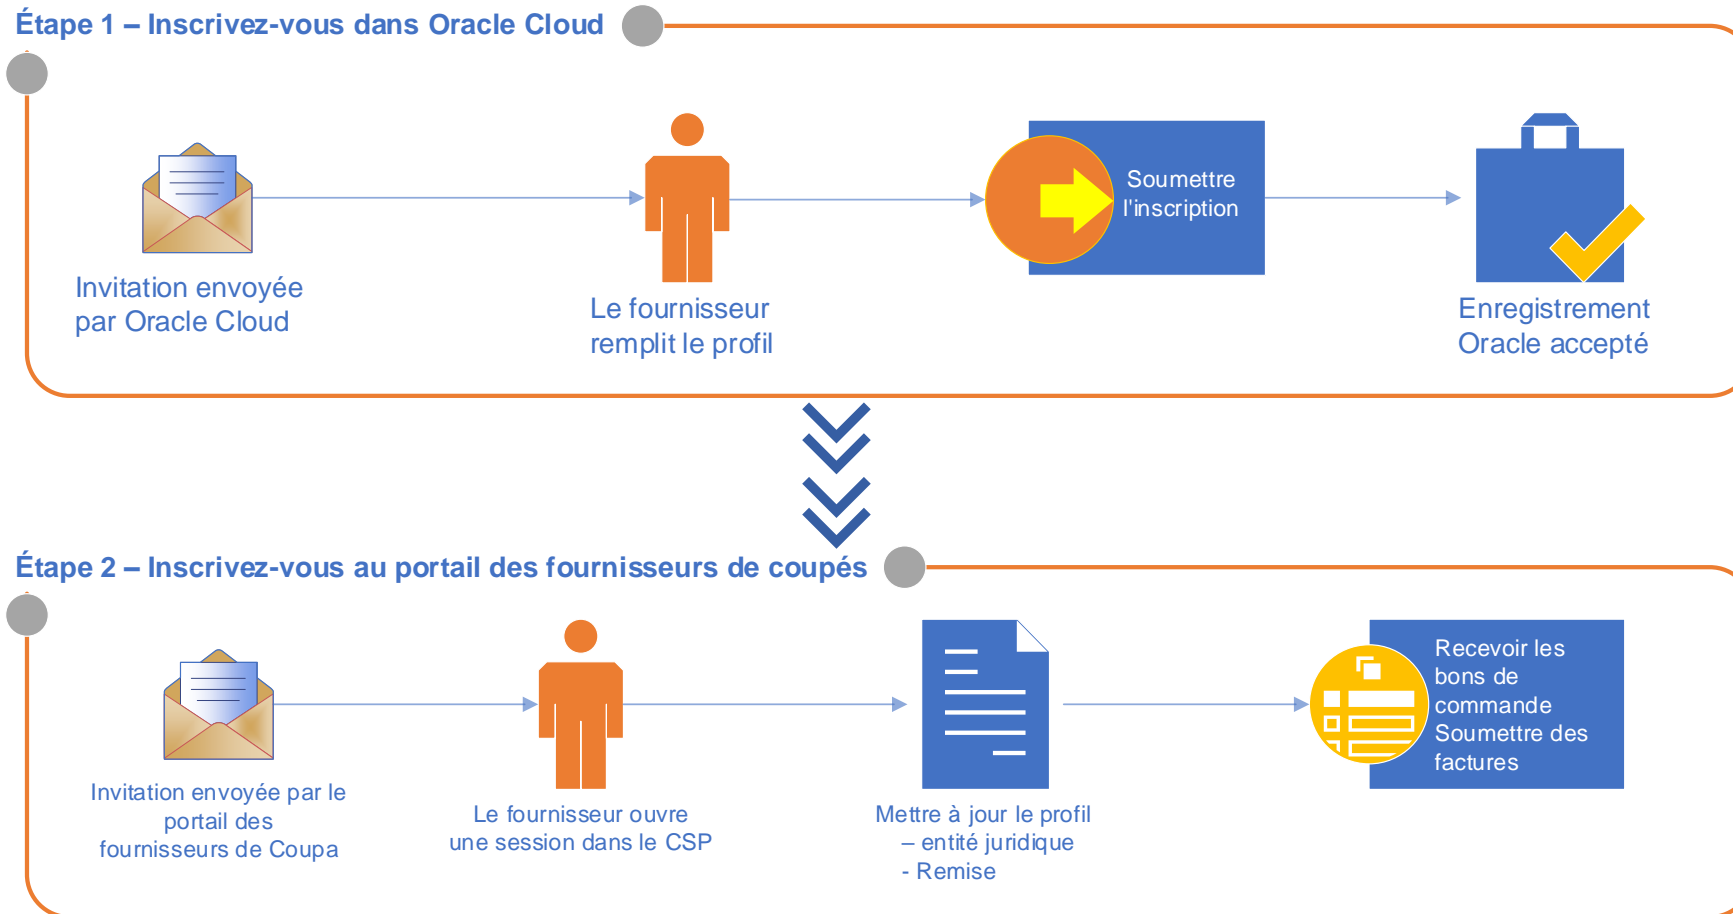 Étape 1 – Inscrivez-vous dans Oracle Cloud
Invitation envoyée
par Oracle Cloud
Le fournisseur
remplit le profil
Soumettre
l'inscription
Enregistrement
Oracle accepté
Étape 2 – Inscrivez-vous au portail des fournisseurs de coupés
Invitation envoyée par le
portail des
fournisseurs de Coupa
Le fournisseur ouvre
une session dans le CSP
Mettre à jour le profil
– entité juridique
- Remise
Recevoir les
bons de
commande
Soumettre des
factures